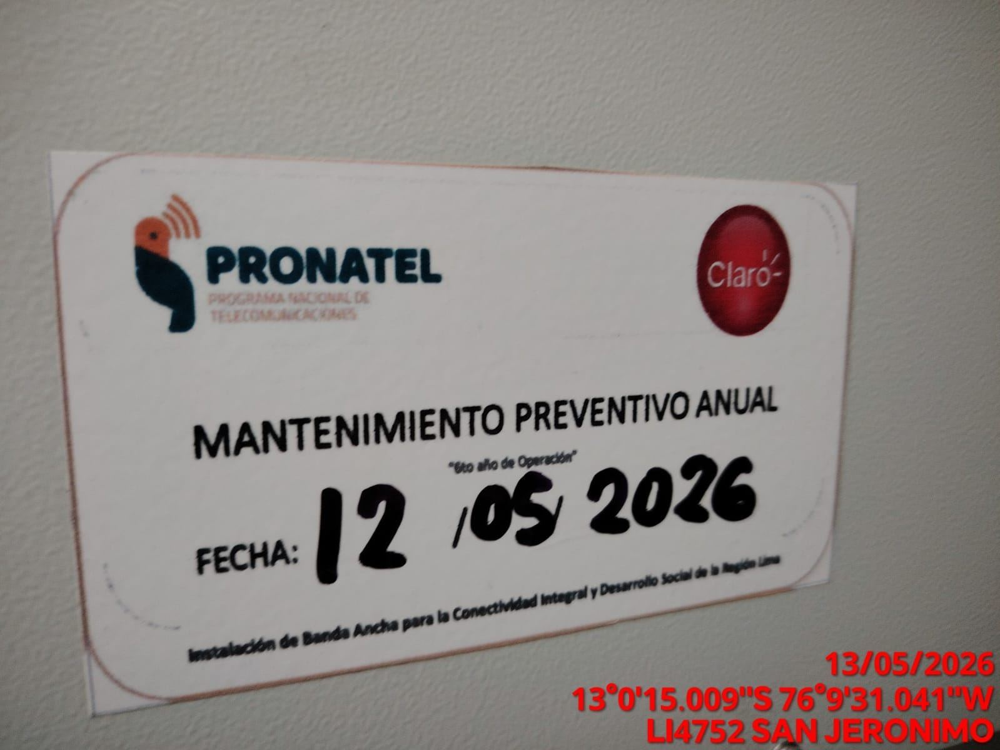 PRONATEL
PROGRAMA NACIONAL DE
TELECOMUNICACIONES
Claro
MANTENIMIENTO PREVENTIVO ANUAL
"6to año de Operación"
FECHA: 12 /05/ 2026
Instalación de Banda Ancha para la Conectividad Integral y Desarrollo Social de la Región Lima
13/05/2026
13°0'15.009"S 76°9'31.041"W
LI4752 SAN JERONIMO